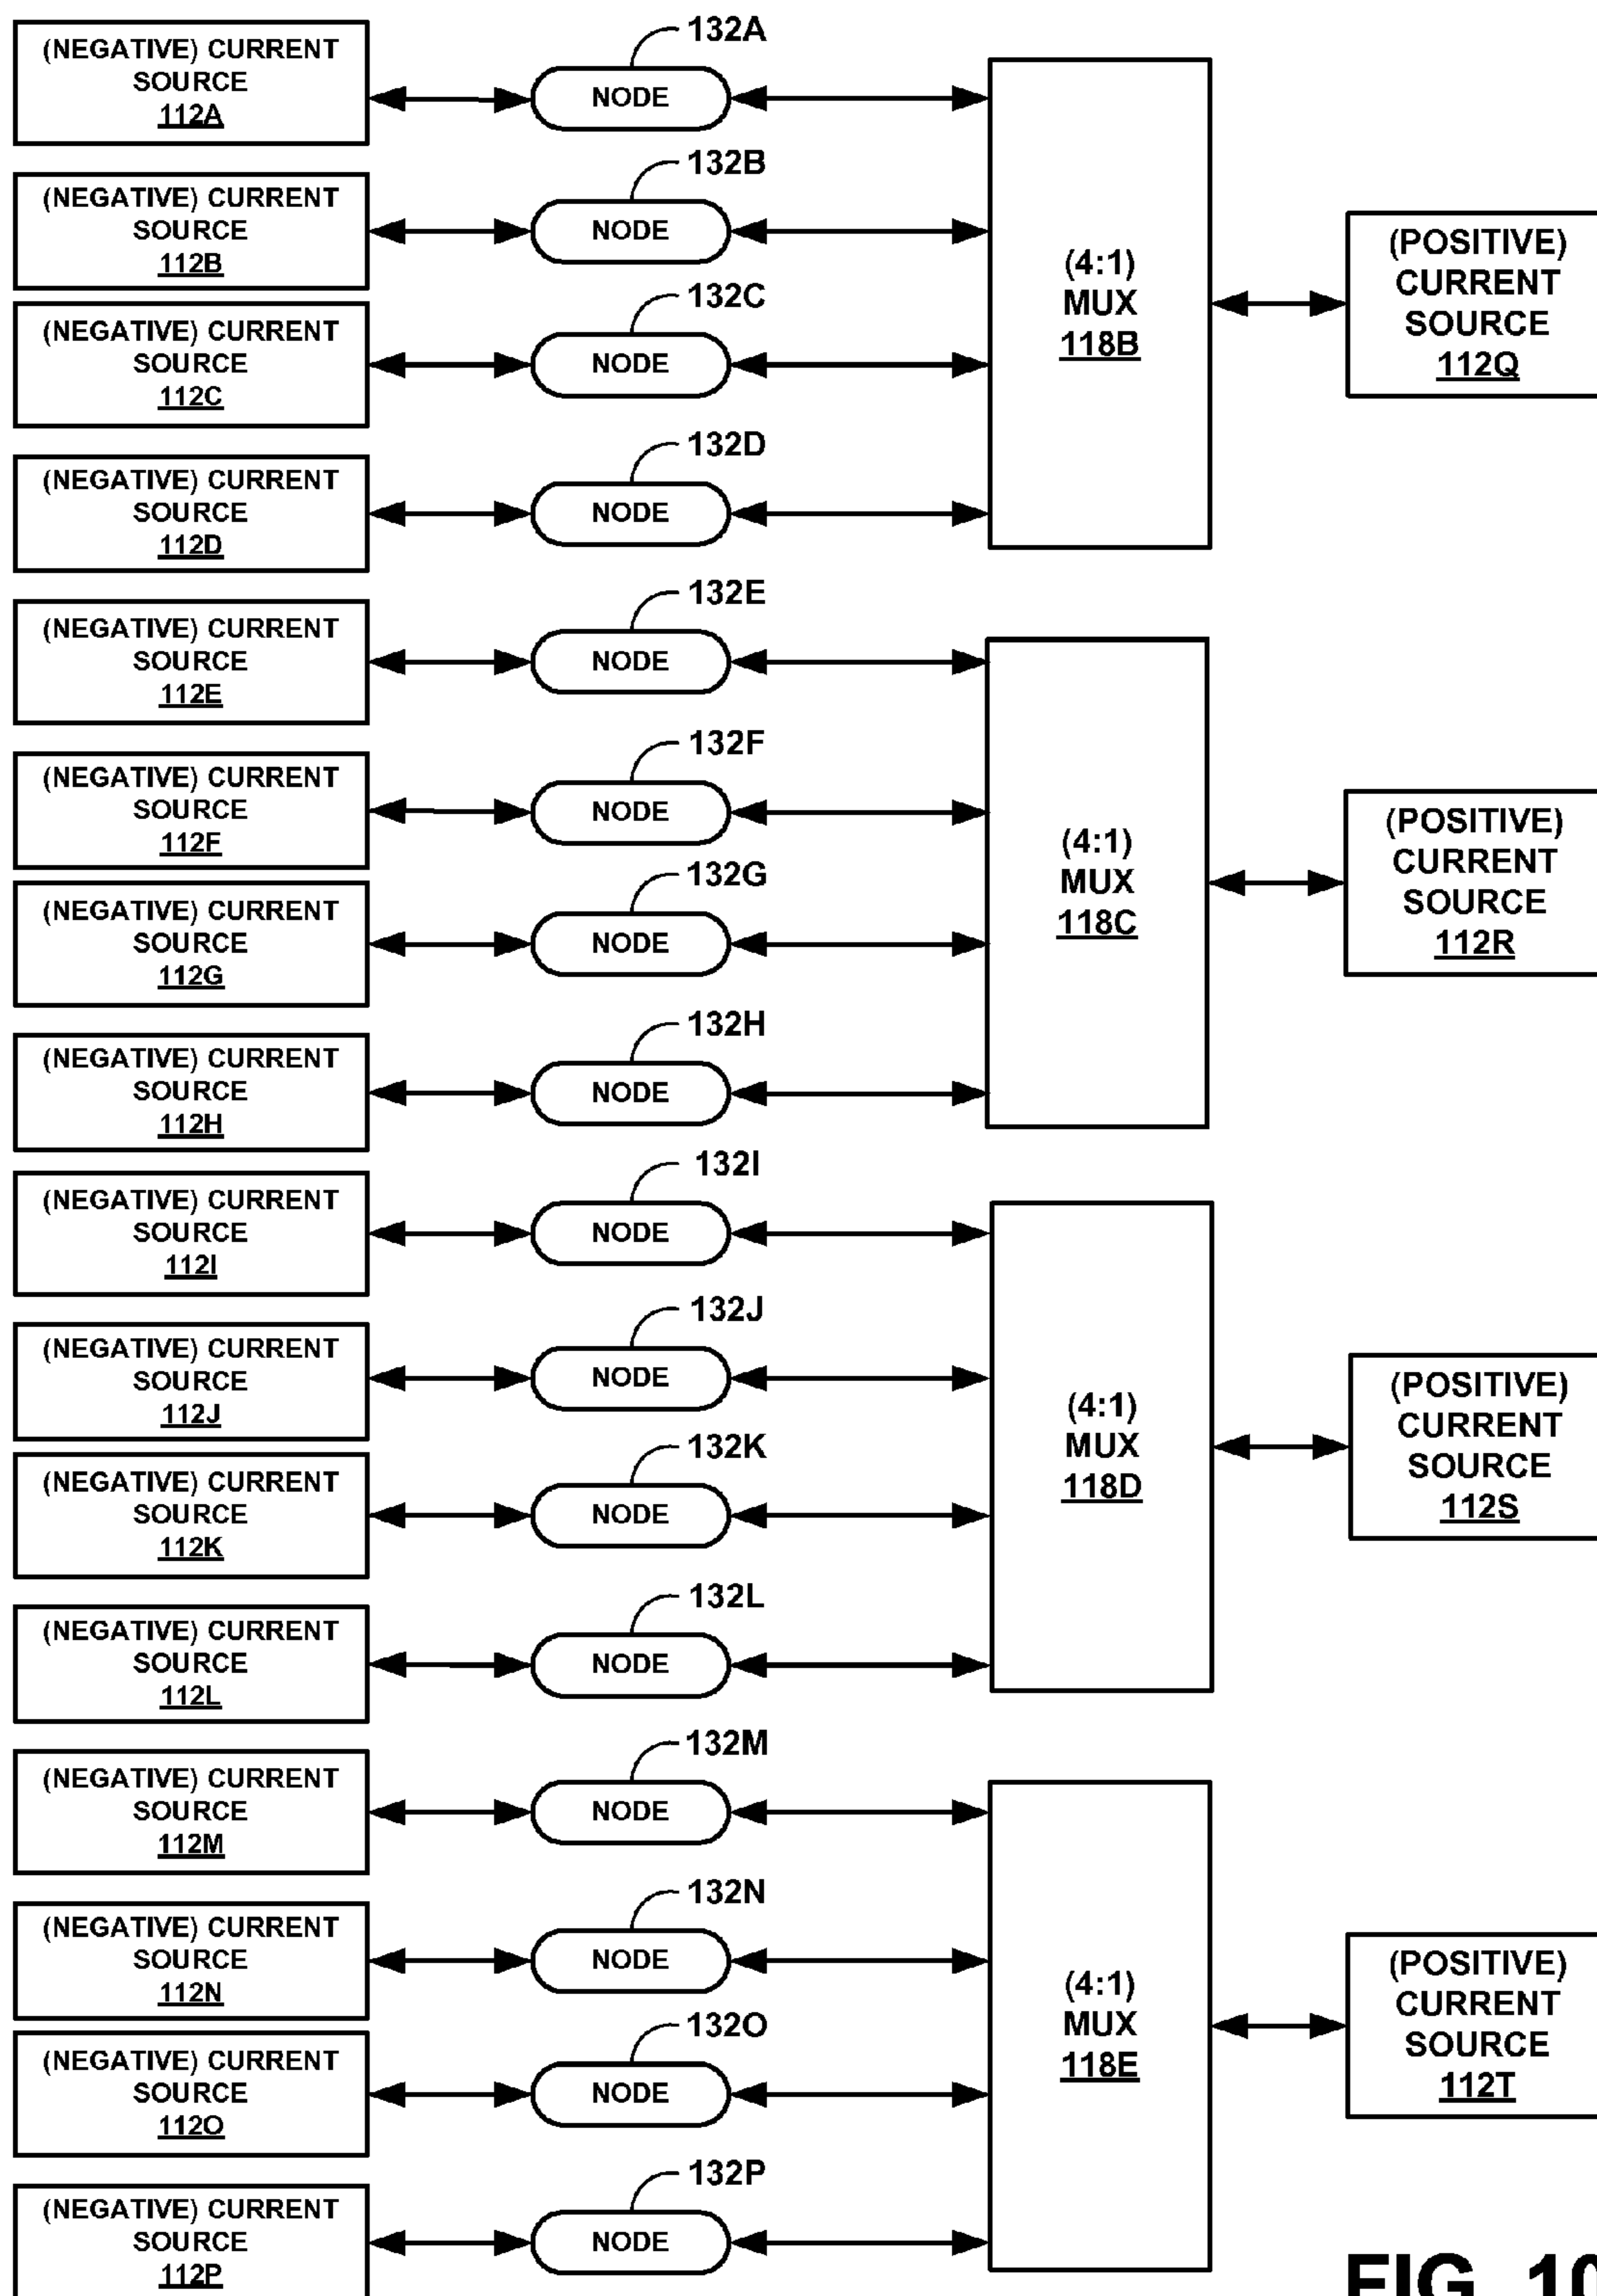 (NEGATIVE) CURRENT
SOURCE
112A
132A
NODE
(NEGATIVE) CURRENT
SOURCE
112B
132B
NODE
(NEGATIVE) CURRENT
SOURCE
112C
132C
NODE
(NEGATIVE) CURRENT
SOURCE
112D
132D
NODE
(4:1)
MUX
118B
(POSITIVE)
CURRENT
SOURCE
112Q
(NEGATIVE) CURRENT
SOURCE
112E
132E
NODE
(NEGATIVE) CURRENT
SOURCE
112F
132F
NODE
(NEGATIVE) CURRENT
SOURCE
112G
132G
NODE
(NEGATIVE) CURRENT
SOURCE
112H
132H
NODE
(4:1)
MUX
118C
(POSITIVE)
CURRENT
SOURCE
112R
(NEGATIVE) CURRENT
SOURCE
112I
132I
NODE
(NEGATIVE) CURRENT
SOURCE
112J
132J
NODE
(NEGATIVE) CURRENT
SOURCE
112K
132K
NODE
(NEGATIVE) CURRENT
SOURCE
112L
132L
NODE
(4:1)
MUX
118D
(POSITIVE)
CURRENT
SOURCE
112S
(NEGATIVE) CURRENT
SOURCE
112M
132M
NODE
(NEGATIVE) CURRENT
SOURCE
112N
132N
NODE
(NEGATIVE) CURRENT
SOURCE
112O
132O
NODE
(NEGATIVE) CURRENT
SOURCE
112P
132P
NODE
(4:1)
MUX
118E
(POSITIVE)
CURRENT
SOURCE
112T
FIG. 10